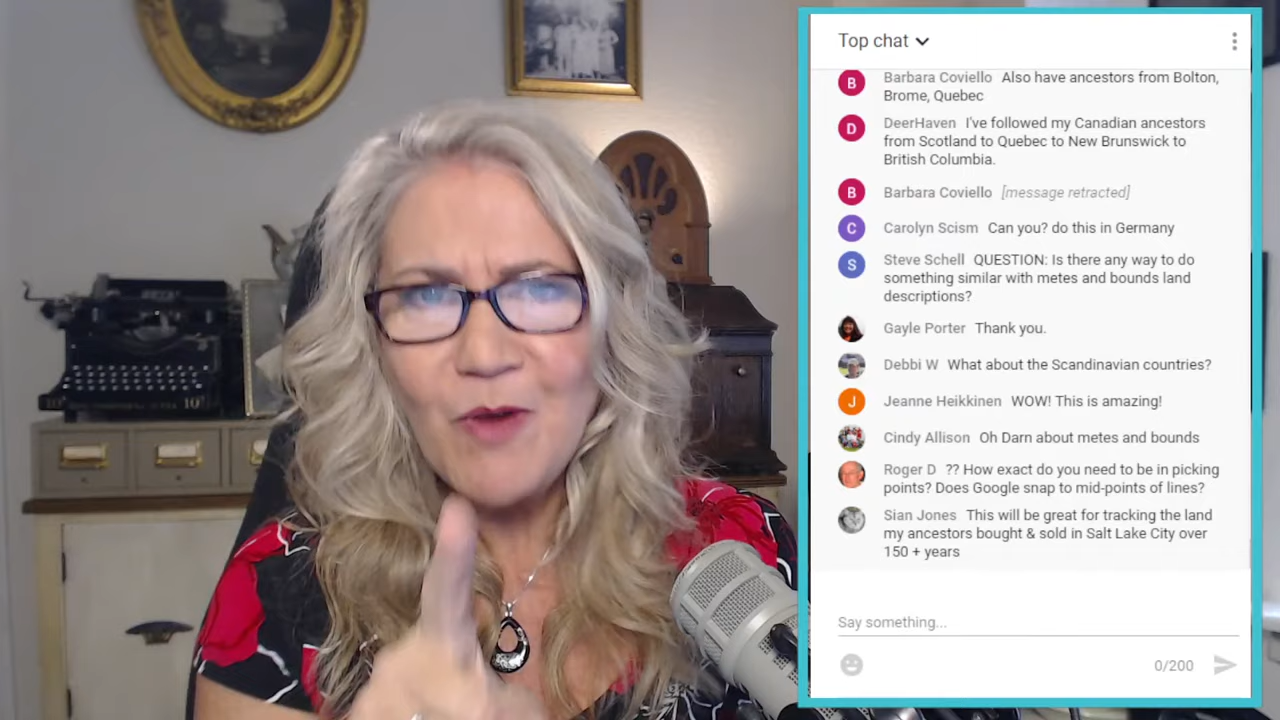 Top chat
Barbara Coviello Also have ancestors from Bolton,
Brome, Quebec
B
DeerHaven I've followed my Canadian ancestors
from Scotland to Quebec to New Brunswick to
British Columbia.
D
B
Barbara Coviello [message retracted]
C
Carolyn Scism Can you? do this in Germany
Steve Schell QUESTION: Is there any way to do
something similar with metes and bounds land
descriptions?
S
Gayle Porter Thank you.
Debbi W What about the Scandinavian countries?
J
Jeanne Heikkinen WOW! This is amazing!
Cindy Allison Oh Darn about metes and bounds
Roger D ?? How exact do you need to be in picking
points? Does Google snap to mid-points of lines?
Sian Jones This will be great for tracking the land
my ancestors bought & sold in Salt Lake City over
150 + years
Say something...
0/200